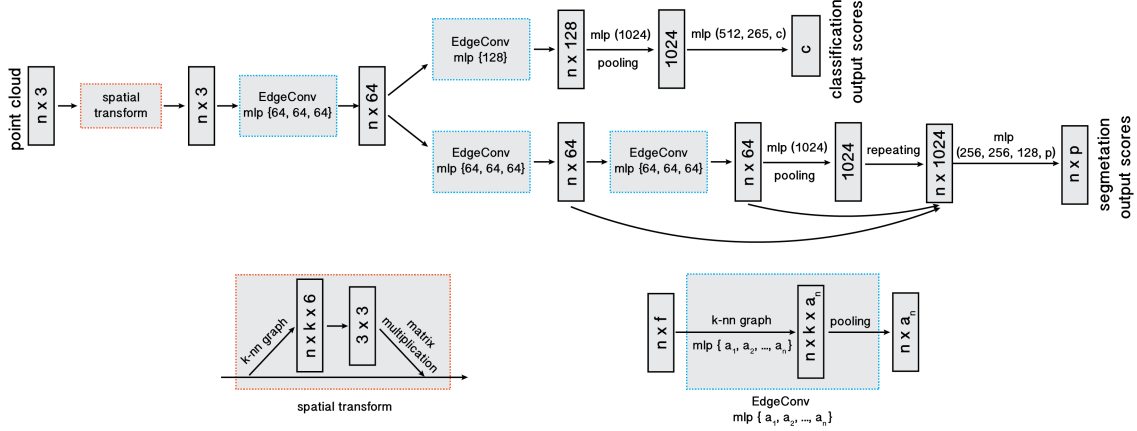 point cloud
n x 3
spatial
transform
n x 3
EdgeConv
mlp {64, 64, 64}
n x 64
EdgeConv
mlp {128}
n x 128
mlp (1024)
pooling
1024
mlp (512, 265, c)
c
classification
output scores
EdgeConv
mlp {64, 64, 64}
n x 64
EdgeConv
mlp {64, 64, 64}
n x 64
mlp (1024)
pooling
1024
repeating
n x 1024
mlp
(256, 256, 128, p)
n x p
segmetation
output scores
k-nn graph
n x k x 6
3 x 3
matrix
multiplication
spatial transform
n x f
k-nn graph
mlp { a₁, a₂, ..., aₙ}
n x k x aₙ
pooling
n x aₙ
EdgeConv
mlp { a₁, a₂, ..., aₙ}